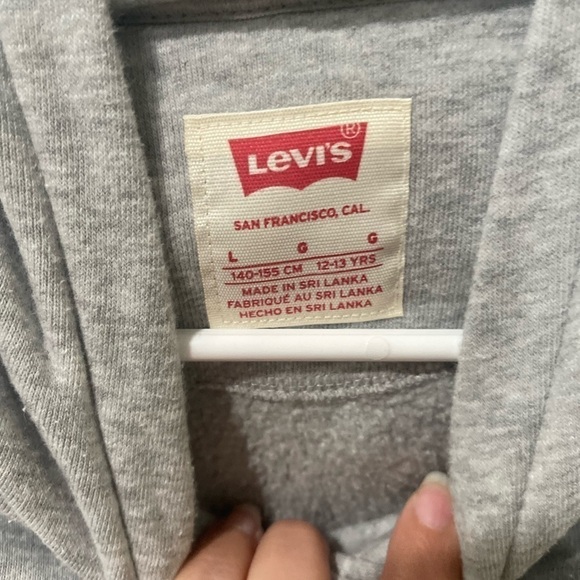 Levi's®
SAN FRANCISCO, CAL.
L G G
140-155 CM 12-13 YRS
MADE IN SRI LANKA
FABRIQUÉ AU SRI LANKA
HECHO EN SRI LANKA